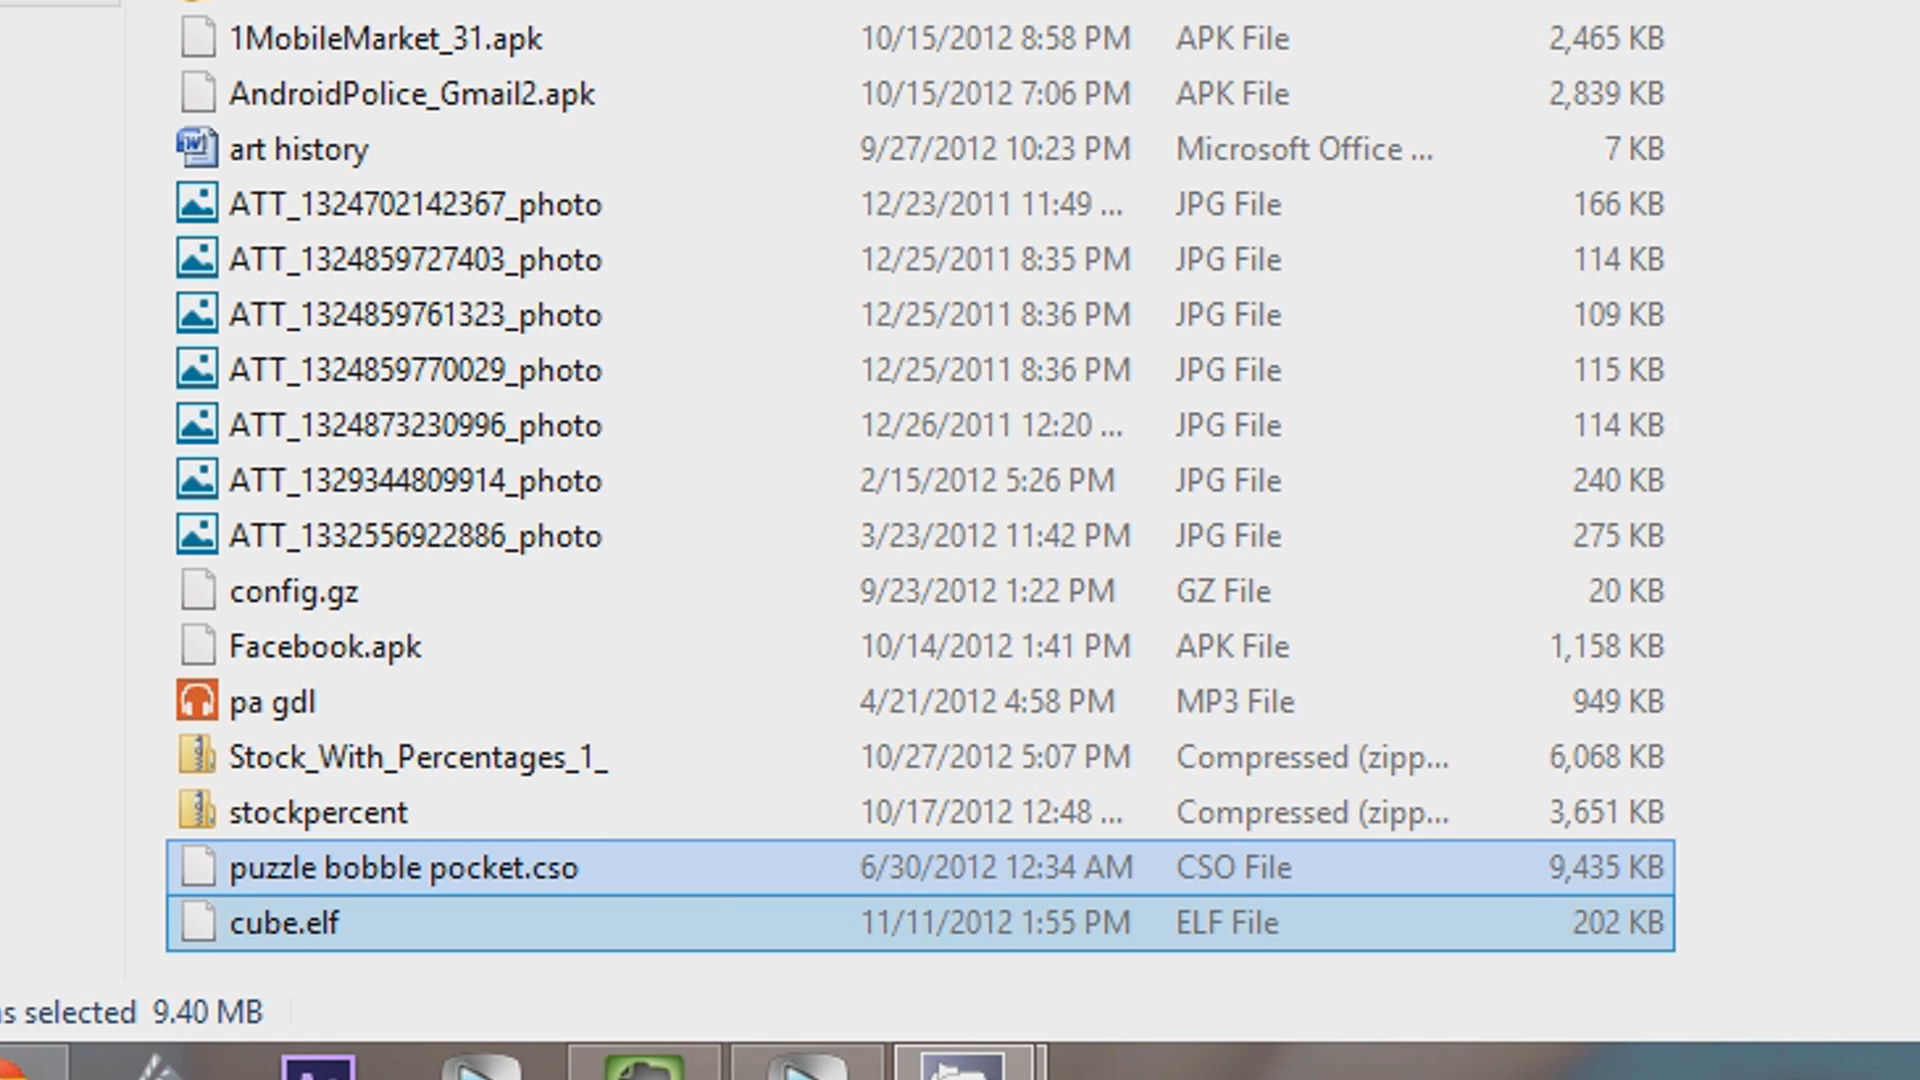 1MobileMarket_31.apk 10/15/2012 8:58 PM APK File 2,465 KB
AndroidPolice_Gmail2.apk 10/15/2012 7:06 PM APK File 2,839 KB
art history 9/27/2012 10:23 PM Microsoft Office ... 7 KB
ATT_1324702142367_photo 12/23/2011 11:49 ... JPG File 166 KB
ATT_1324859727403_photo 12/25/2011 8:35 PM JPG File 114 KB
ATT_1324859761323_photo 12/25/2011 8:36 PM JPG File 109 KB
ATT_1324859770029_photo 12/25/2011 8:36 PM JPG File 115 KB
ATT_1324873230996_photo 12/26/2011 12:20 ... JPG File 114 KB
ATT_1329344809914_photo 2/15/2012 5:26 PM JPG File 240 KB
ATT_1332556922886_photo 3/23/2012 11:42 PM JPG File 275 KB
config.gz 9/23/2012 1:22 PM GZ File 20 KB
Facebook.apk 10/14/2012 1:41 PM APK File 1,158 KB
pa gdl 4/21/2012 4:58 PM MP3 File 949 KB
Stock_With_Percentages_1_ 10/27/2012 5:07 PM Compressed (zipp... 6,068 KB
stockpercent 10/17/2012 12:48 ... Compressed (zipp... 3,651 KB
puzzle bobble pocket.cso 6/30/2012 12:34 AM CSO File 9,435 KB
cube.elf 11/11/2012 1:55 PM ELF File 202 KB
selected 9.40 MB